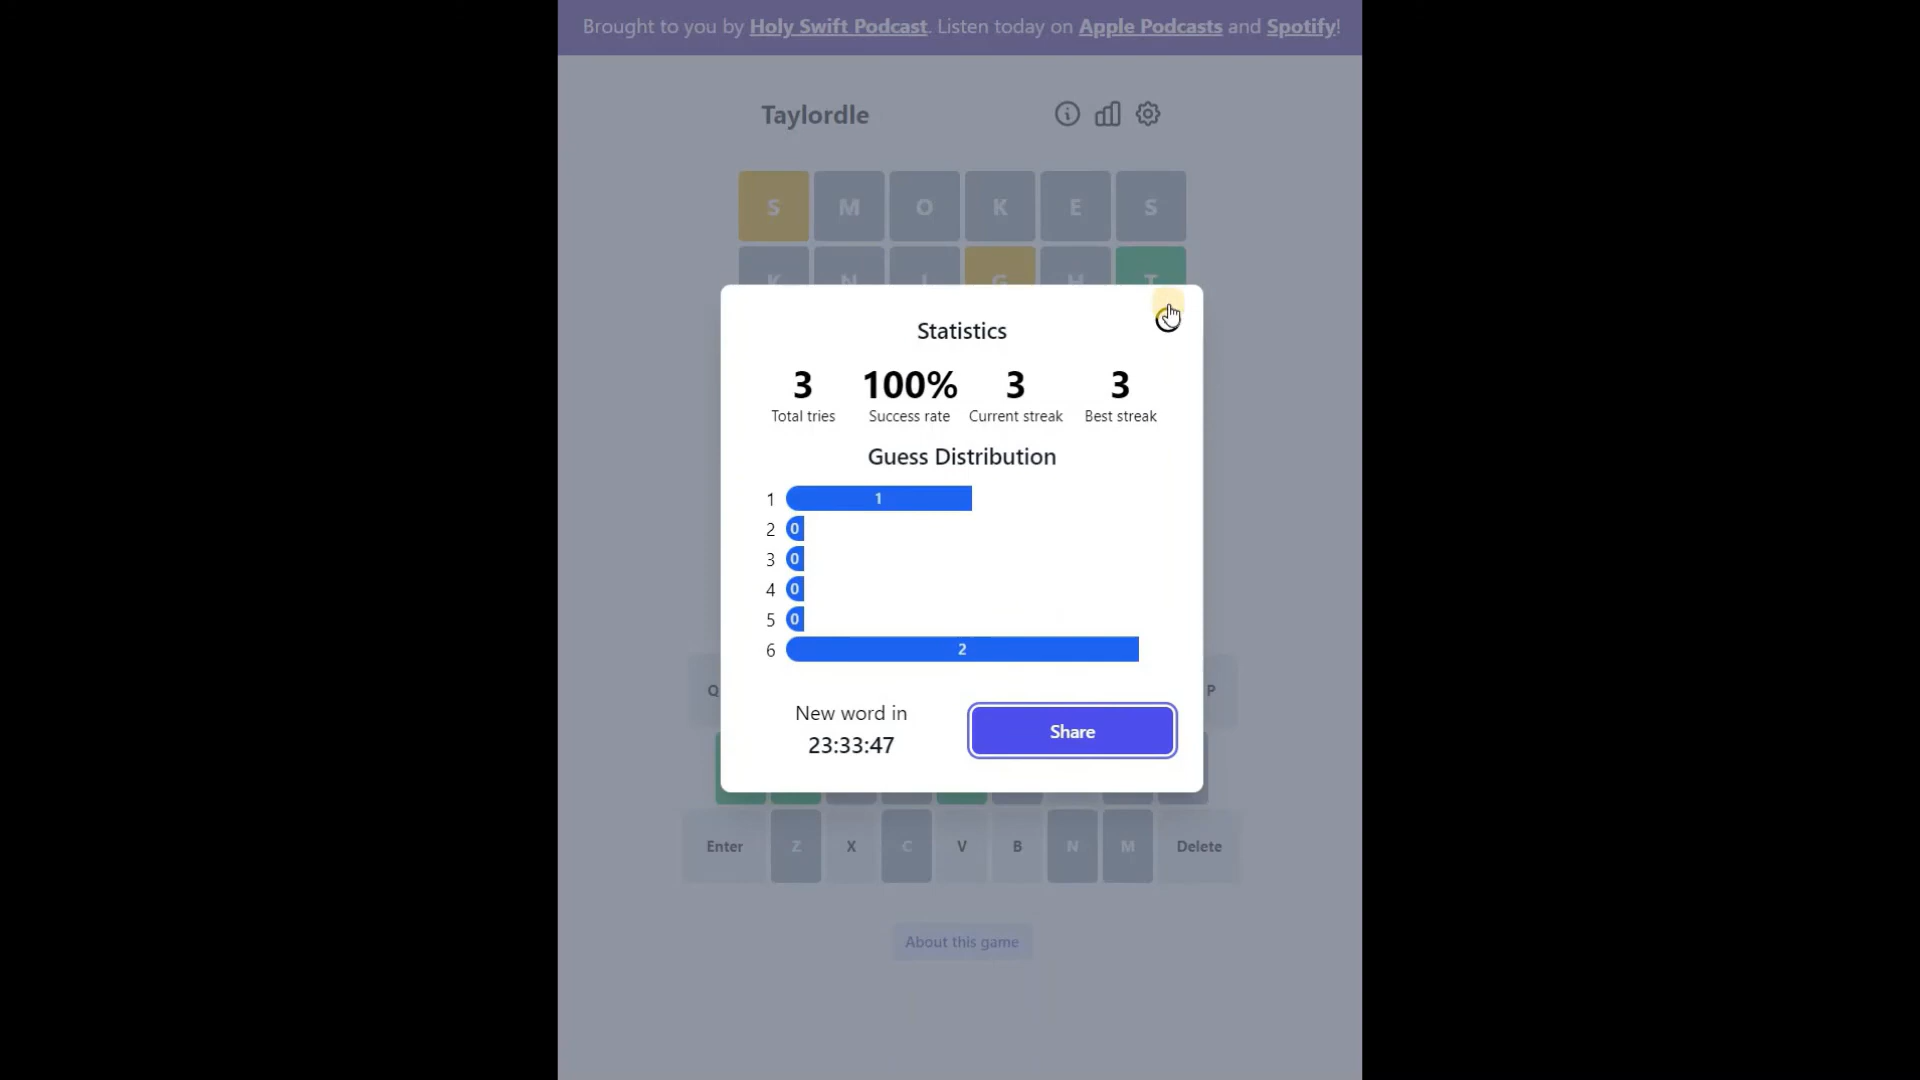 Brought to you by Holy Swift Podcast. Listen today on Apple Podcasts and Spotify!
Taylordle
S M O K E S
K N I G H T
Statistics
3 100% 3 3
Total tries Success rate Current streak Best streak
Guess Distribution
1 1
2 0
3 0
4 0
5 0
6 2
Q P
New word in
23:33:47
Share
Enter Z X C V B N M Delete
About this game